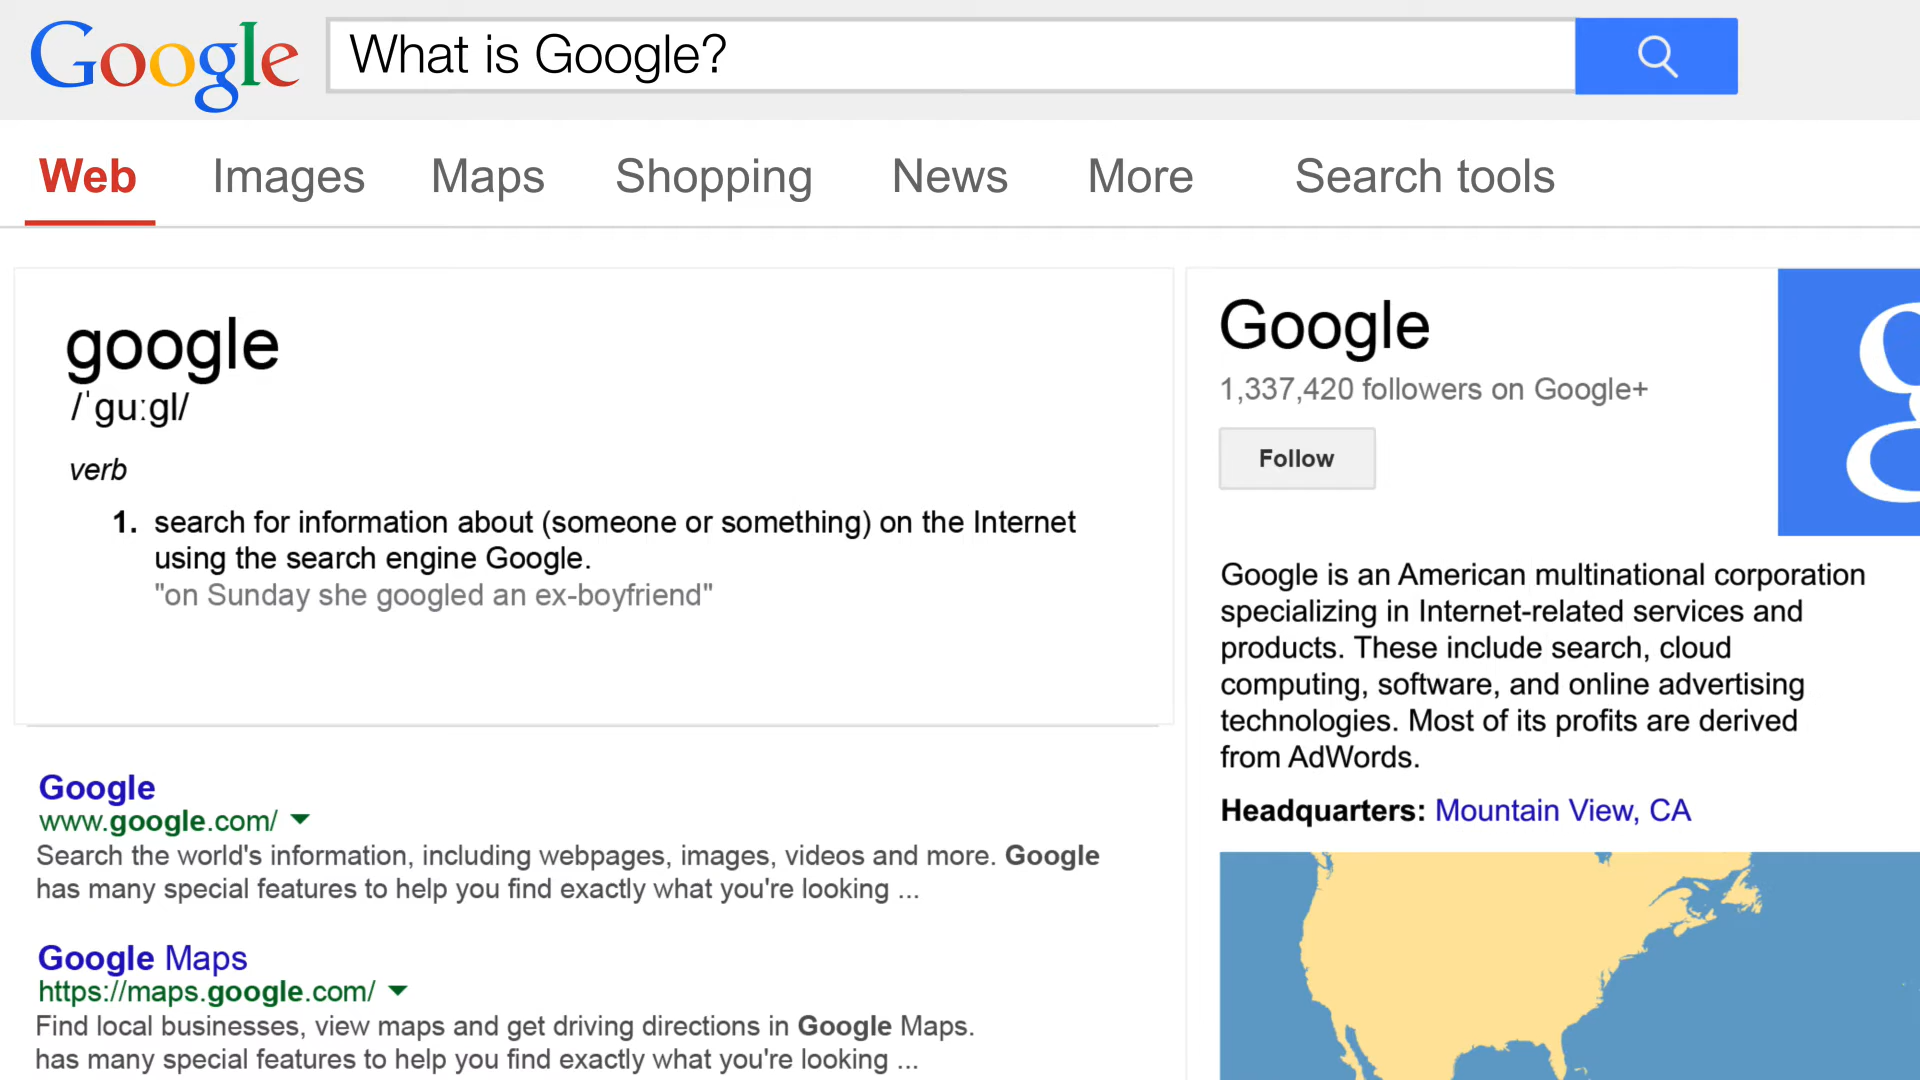 Google
What is Google?
Web
Images
Maps
Shopping
News
More
Search tools
google
/ˈguːgl/
verb
1. search for information about (someone or something) on the Internet
using the search engine Google.
"on Sunday she googled an ex-boyfriend"
Google
www.google.com/
Search the world's information, including webpages, images, videos and more. Google
has many special features to help you find exactly what you're looking ...
Google Maps
https://maps.google.com/
Find local businesses, view maps and get driving directions in Google Maps.
has many special features to help you find exactly what you're looking ...
Google
1,337,420 followers on Google+
Follow
g
Google is an American multinational corporation
specializing in Internet-related services and
products. These include search, cloud
computing, software, and online advertising
technologies. Most of its profits are derived
from AdWords.
Headquarters: Mountain View, CA